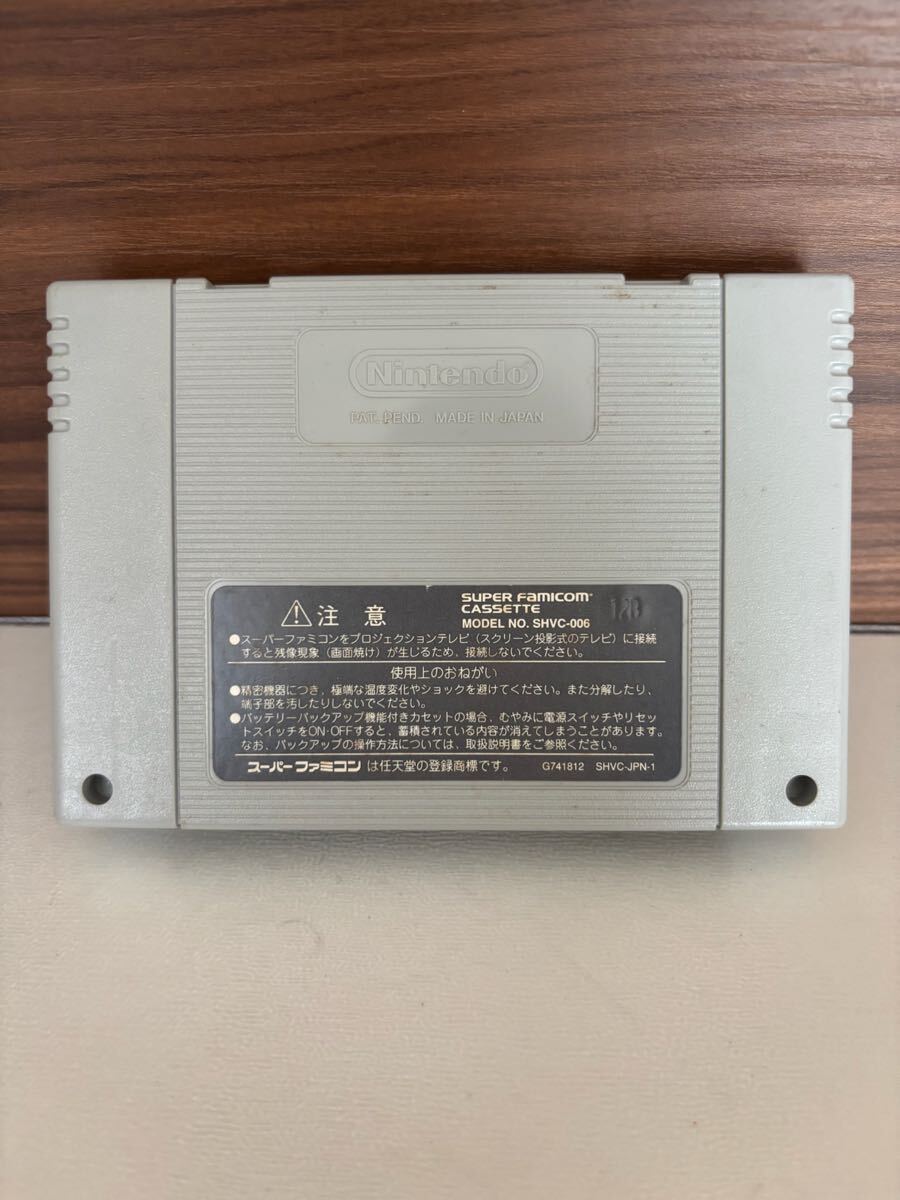 Nintendo
PAT. PEND. MADE IN JAPAN
注意
SUPER FAMICOM
CASSETTE
MODEL NO. SHVC-006
●スーパーファミコンをプロジェクションテレビ（スクリーン投影式のテレビ）に接続
すると残像現象（画面焼け）が生じるため、接続しないでください。
使用上のおねがい
●精密機器につき、極端な温度変化やショックを避けてください。また分解したり、
端子部を汚したりしないでください。
●バッテリーバックアップ機能付きカセットの場合、むやみに電源スイッチやリセッ
トスイッチをON・OFFすると、蓄積されている内容が消えてしまうことがあります。
なお、バックアップの操作方法については、取扱説明書をご参照ください。
スーパーファミコン は任天堂の登録商標です。 G741812 SHVC-JPN-1